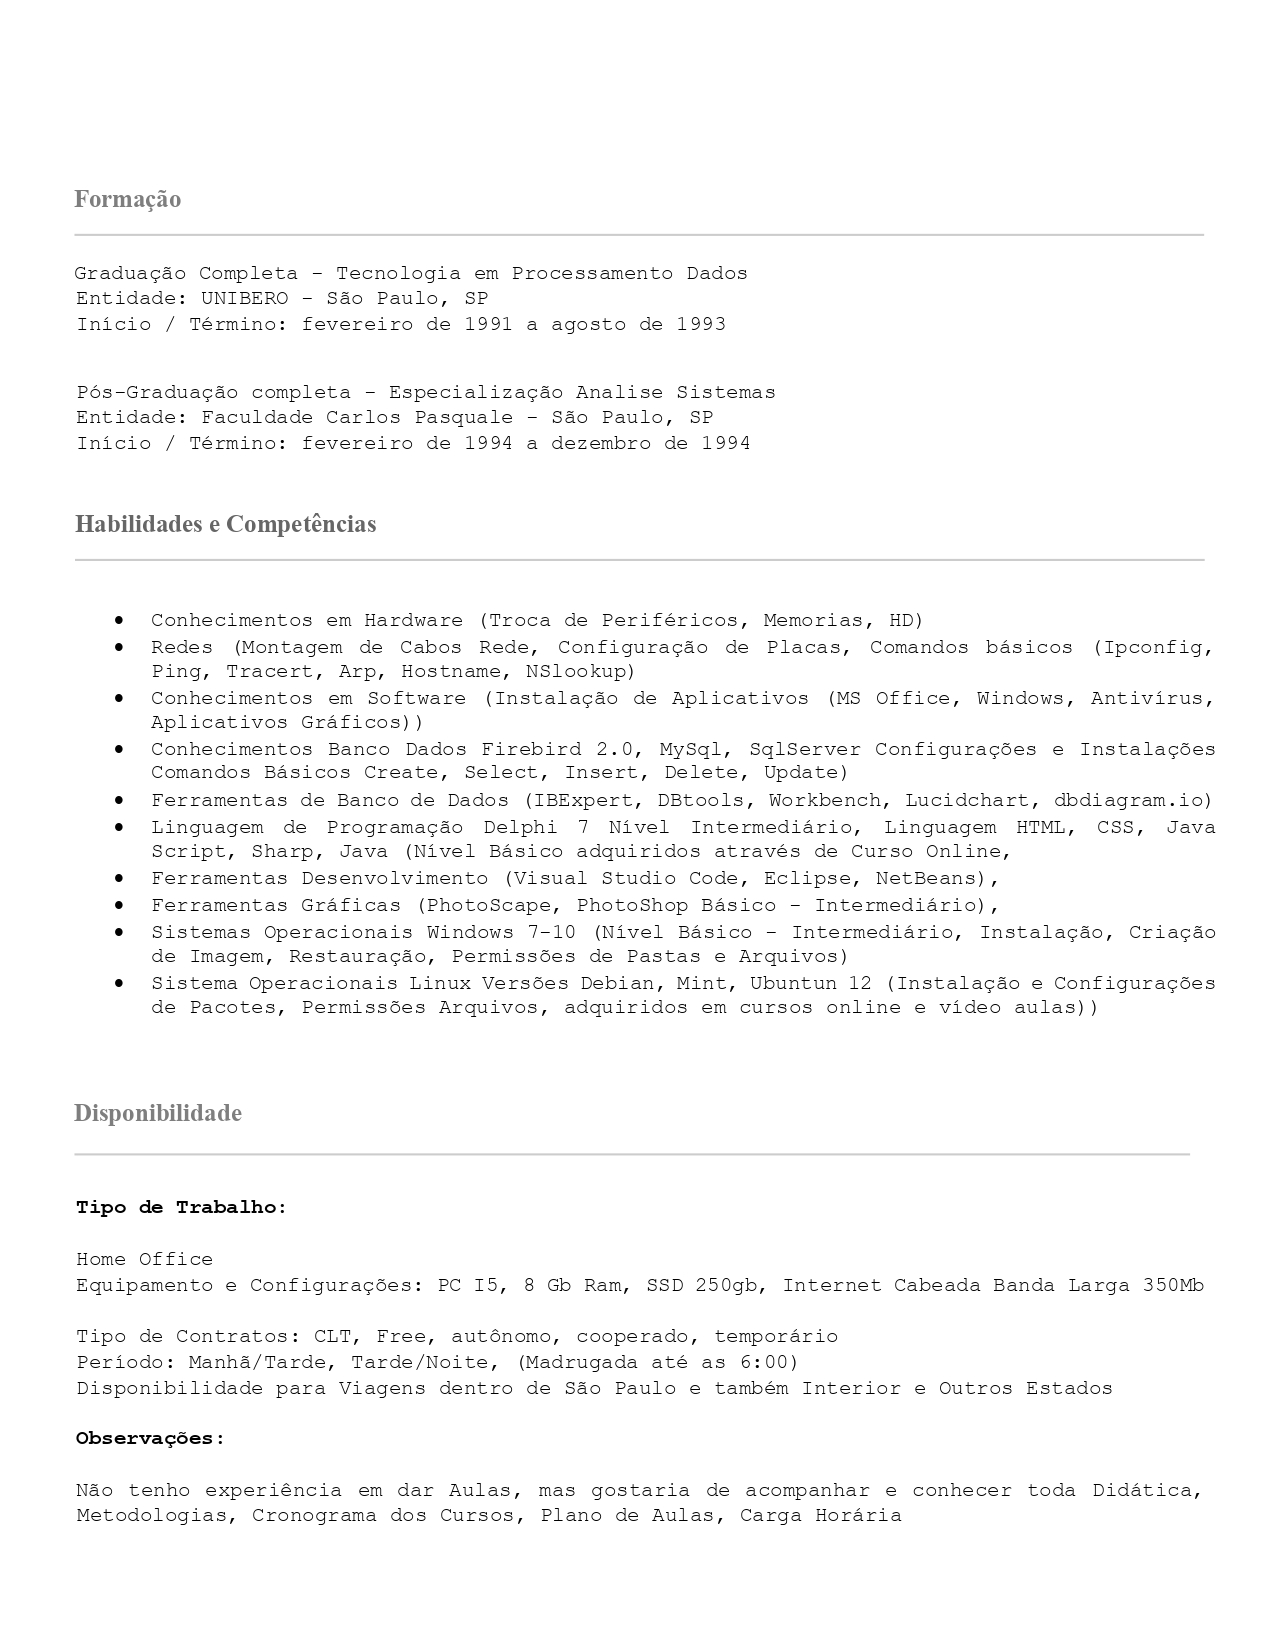 Formação
Graduação Completa – Tecnologia em Processamento Dados
Entidade: UNIBERO – São Paulo, SP
Início / Término: fevereiro de 1991 a agosto de 1993
Pós-Graduação completa – Especialização Analise Sistemas
Entidade: Faculdade Carlos Pasquale – São Paulo, SP
Início / Término: fevereiro de 1994 a dezembro de 1994
Habilidades e Competências
• Conhecimentos em Hardware (Troca de Periféricos, Memorias, HD)
• Redes (Montagem de Cabos Rede, Configuração de Placas, Comandos básicos (Ipconfig,
Ping, Tracert, Arp, Hostname, NSlookup)
• Conhecimentos em Software (Instalação de Aplicativos (MS Office, Windows, Antivírus,
Aplicativos Gráficos))
• Conhecimentos Banco Dados Firebird 2.0, MySql, SqlServer Configurações e Instalações
Comandos Básicos Create, Select, Insert, Delete, Update)
• Ferramentas de Banco de Dados (IBExpert, DBtools, Workbench, Lucidchart, dbdiagram.io)
• Linguagem de Programação Delphi 7 Nível Intermediário, Linguagem HTML, CSS, Java
Script, Sharp, Java (Nível Básico adquiridos através de Curso Online,
• Ferramentas Desenvolvimento (Visual Studio Code, Eclipse, NetBeans),
• Ferramentas Gráficas (PhotoScape, PhotoShop Básico – Intermediário),
• Sistemas Operacionais Windows 7-10 (Nível Básico – Intermediário, Instalação, Criação
de Imagem, Restauração, Permissões de Pastas e Arquivos)
• Sistema Operacionais Linux Versões Debian, Mint, Ubuntun 12 (Instalação e Configurações
de Pacotes, Permissões Arquivos, adquiridos em cursos online e vídeo aulas))
Disponibilidade
Tipo de Trabalho:
Home Office
Equipamento e Configurações: PC I5, 8 Gb Ram, SSD 250gb, Internet Cabeada Banda Larga 350Mb
Tipo de Contratos: CLT, Free, autônomo, cooperado, temporário
Período: Manhã/Tarde, Tarde/Noite, (Madrugada até as 6:00)
Disponibilidade para Viagens dentro de São Paulo e também Interior e Outros Estados
Observações:
Não tenho experiência em dar Aulas, mas gostaria de acompanhar e conhecer toda Didática,
Metodologias, Cronograma dos Cursos, Plano de Aulas, Carga Horária